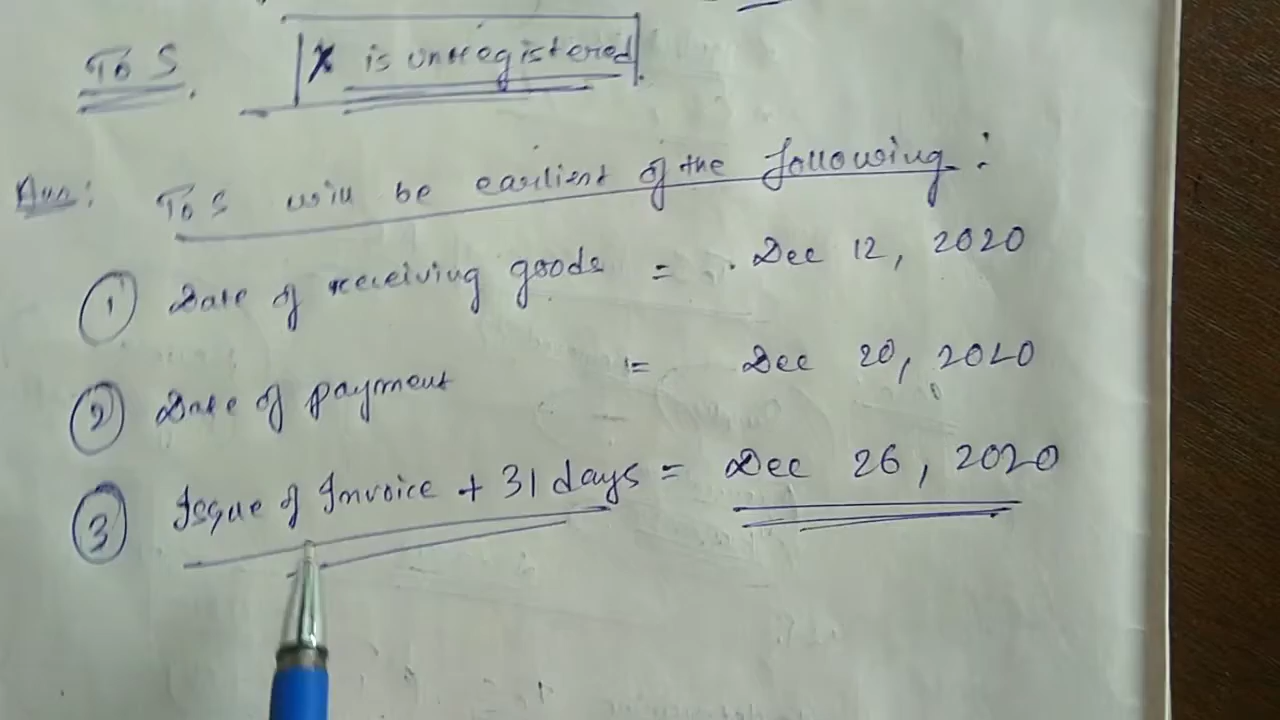 ToS. X is unregistered.
Ans: ToS will be earliest of the following:
① Date of receiving goods = Dec 12, 2020
② Date of payment = Dec 20, 2020
③ Issue of Invoice + 31 days = Dec 26, 2020